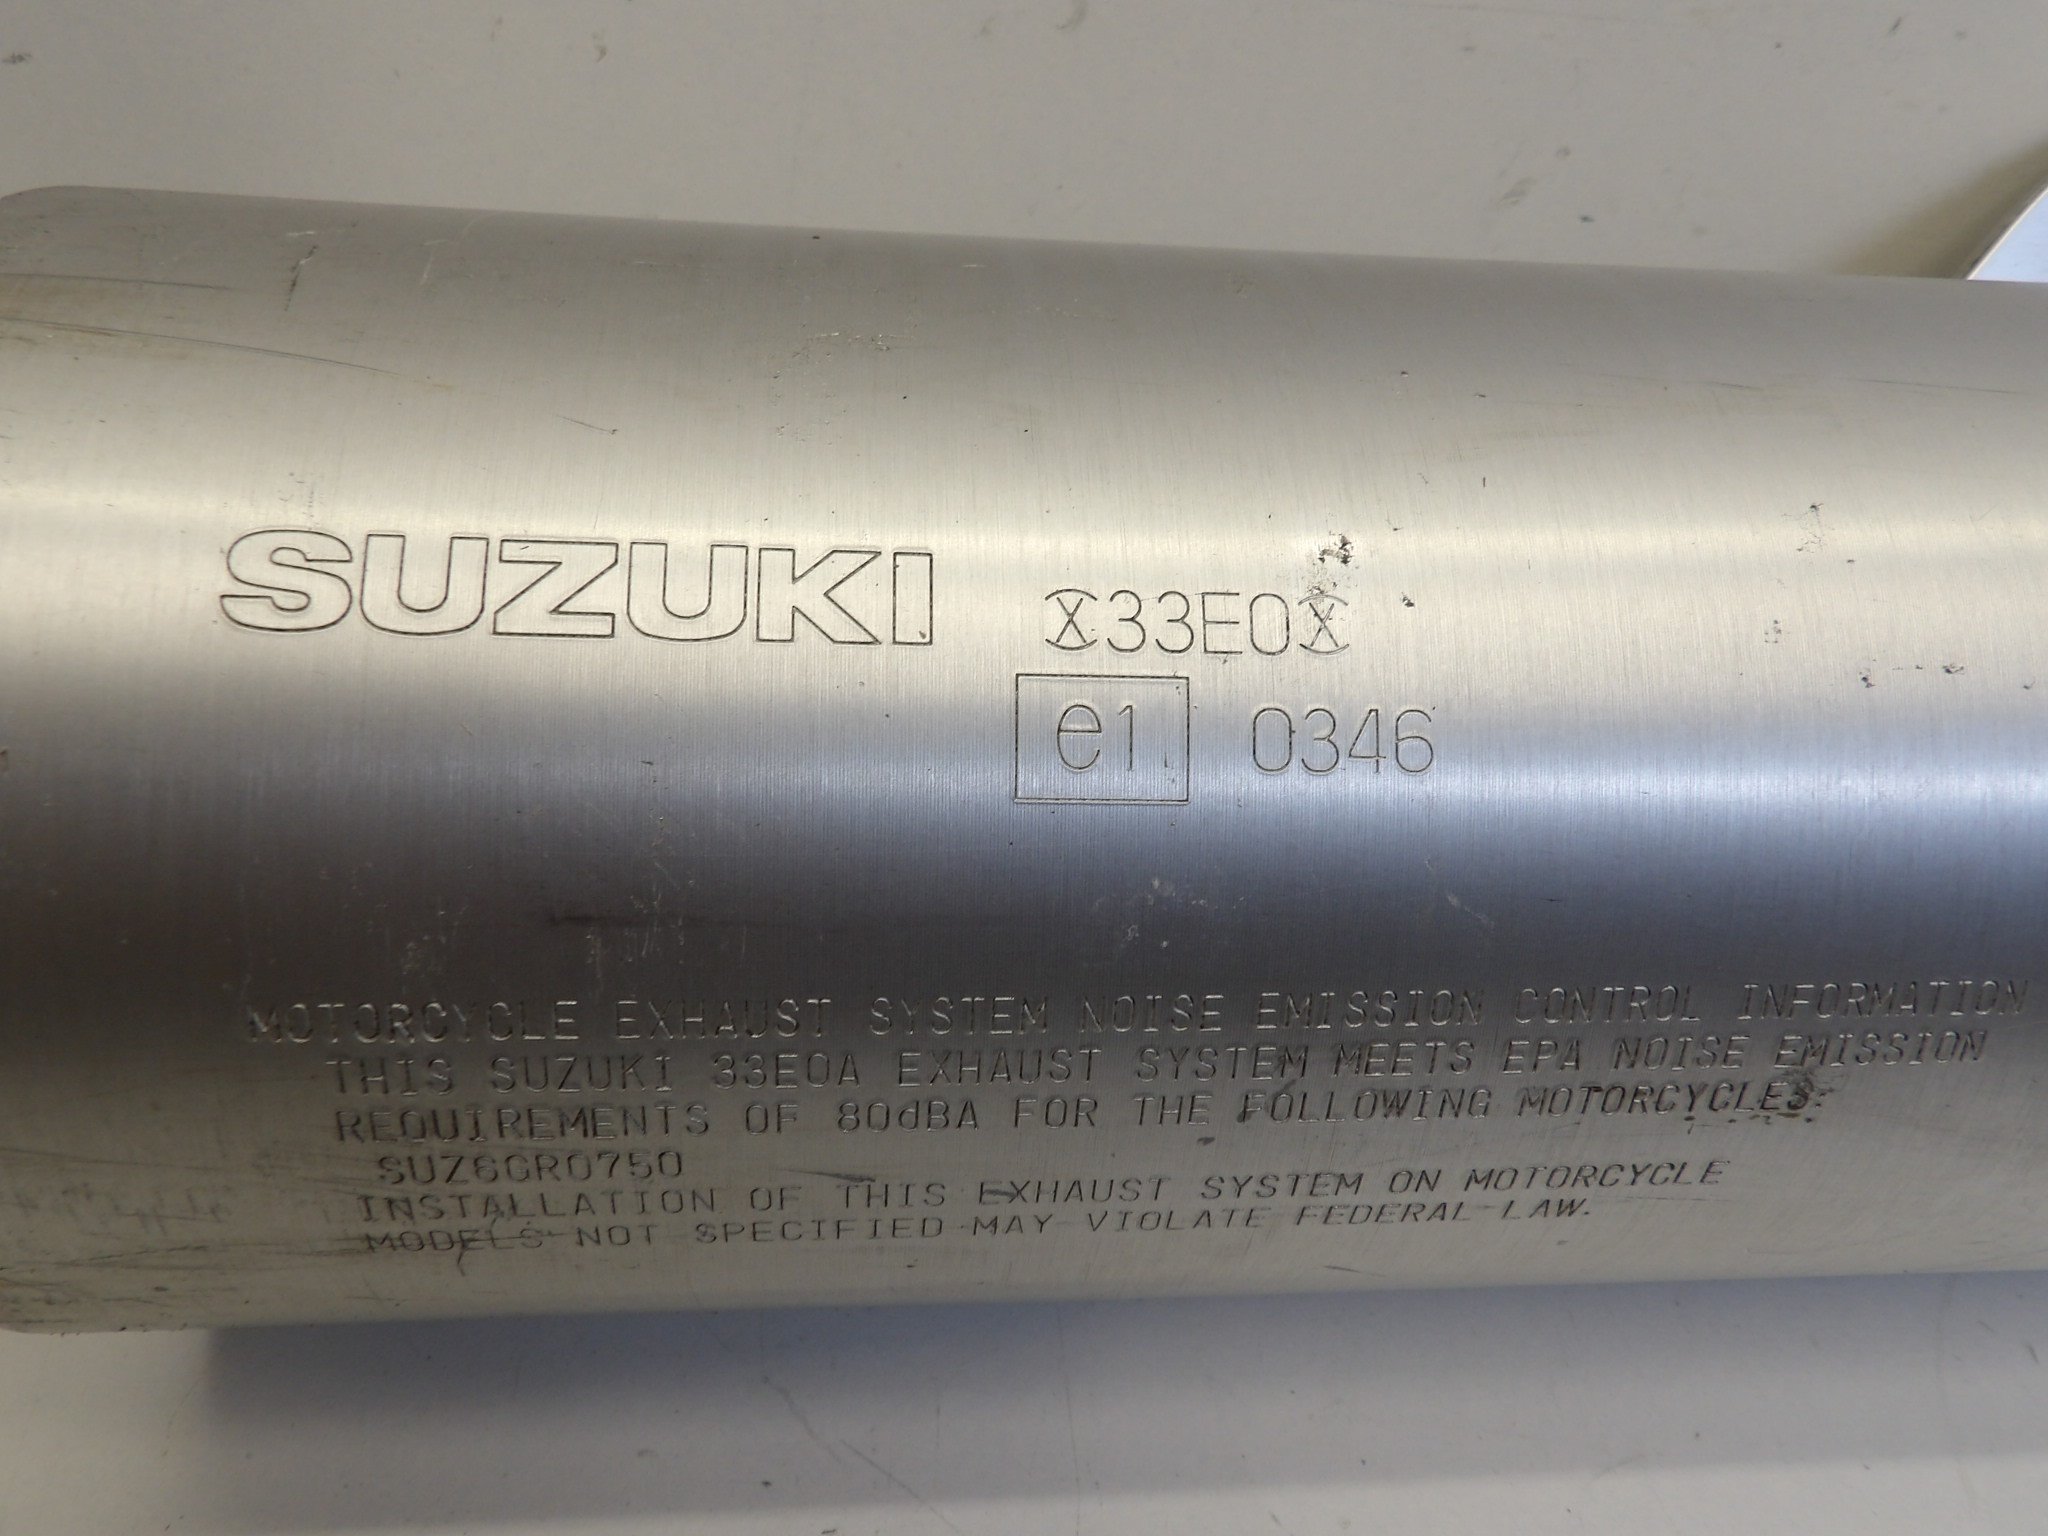 SUZUKI
33E0
e1 0346
MOTORCYCLE EXHAUST SYSTEM NOISE EMISSION CONTROL INFORMATION
THIS SUZUKI 33E0A EXHAUST SYSTEM MEETS EPA NOISE EMISSION
REQUIREMENTS OF 80dBA FOR THE FOLLOWING MOTORCYCLES:
SUZ6GR0750
INSTALLATION OF THIS EXHAUST SYSTEM ON MOTORCYCLE
MODELS NOT SPECIFIED MAY VIOLATE FEDERAL LAW.